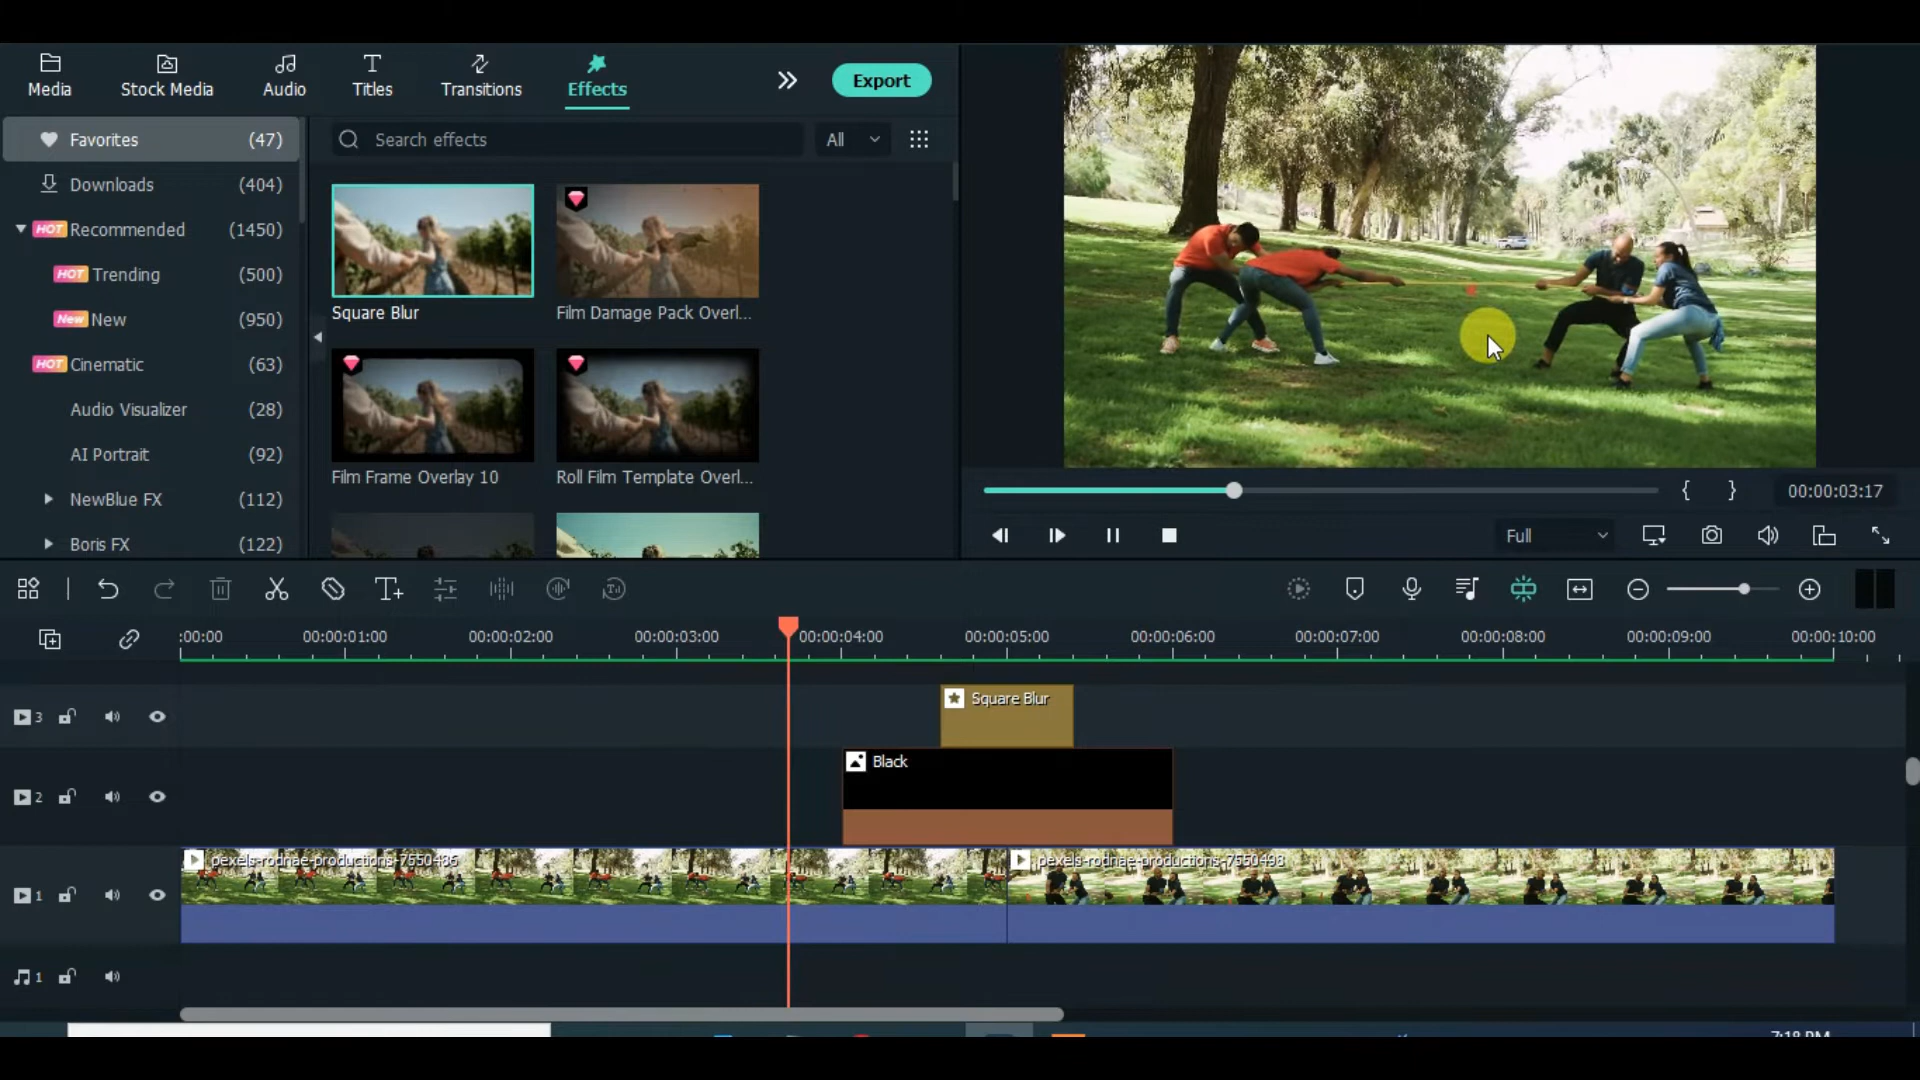 Media
Stock Media
Audio
Titles
Transitions
Effects
Export
Favorites (47)
Downloads (404)
HOT Recommended (1450)
HOT Trending (500)
New New (950)
HOT Cinematic (63)
Audio Visualizer (28)
AI Portrait (92)
NewBlue FX (112)
Boris FX (122)
Search effects
All
Square Blur
Film Damage Pack Overl...
Film Frame Overlay 10
Roll Film Template Overl...
{ } 00:00:03:17
Full
:00:00 00:00:01:00 00:00:02:00 00:00:03:00 00:00:04:00 00:00:05:00 00:00:06:00 00:00:07:00 00:00:08:00 00:00:09:00 00:00:10:00
3
Square Blur
2
Black
1
pexels-rodnae-productions-7550486
pexels-rodnae-productions-7550493
1
7:18 PM